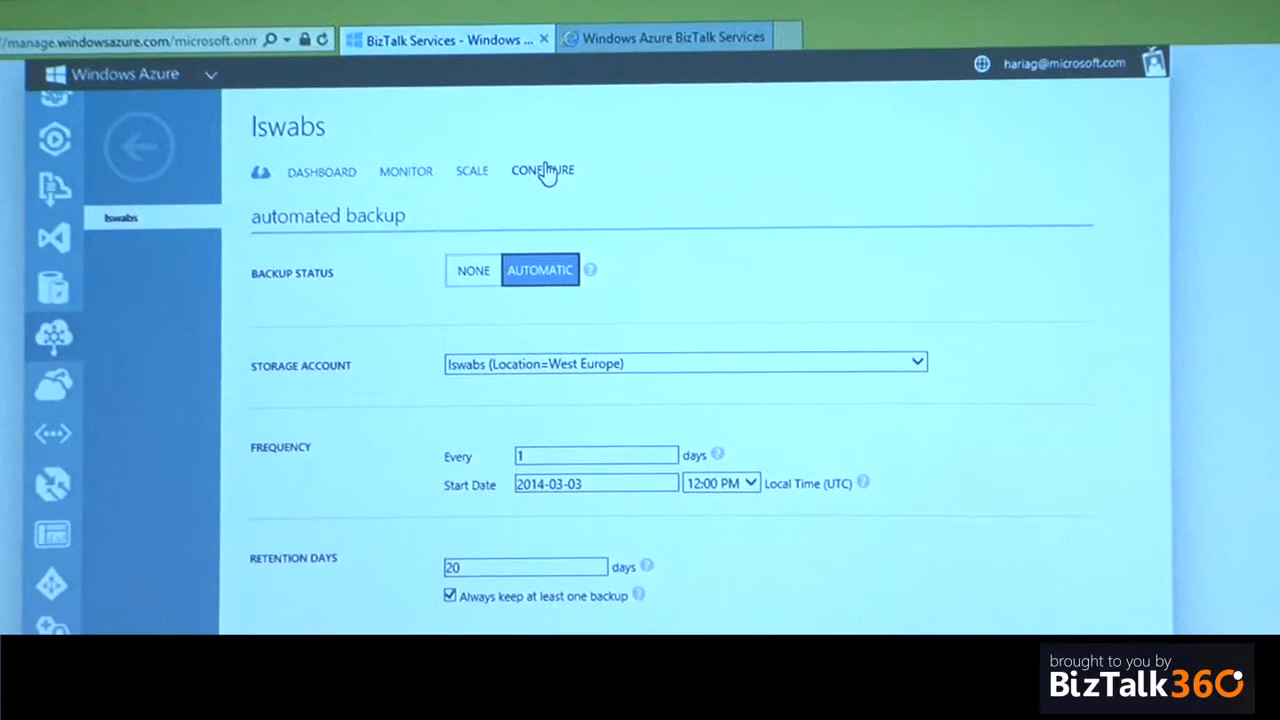 //manage.windowsazure.com/microsoft.onm
BizTalk Services - Windows ...
Windows Azure BizTalk Services
Windows Azure
hariag@microsoft.com
lswabs
DASHBOARD MONITOR SCALE CONFIGURE
lswabs
automated backup
BACKUP STATUS NONE AUTOMATIC ?
STORAGE ACCOUNT lswabs (Location=West Europe)
FREQUENCY Every 1 days ?
Start Date 2014-03-03 12:00 PM Local Time (UTC) ?
RETENTION DAYS 20 days ?
Always keep at least one backup ?
brought to you by
BizTalk360